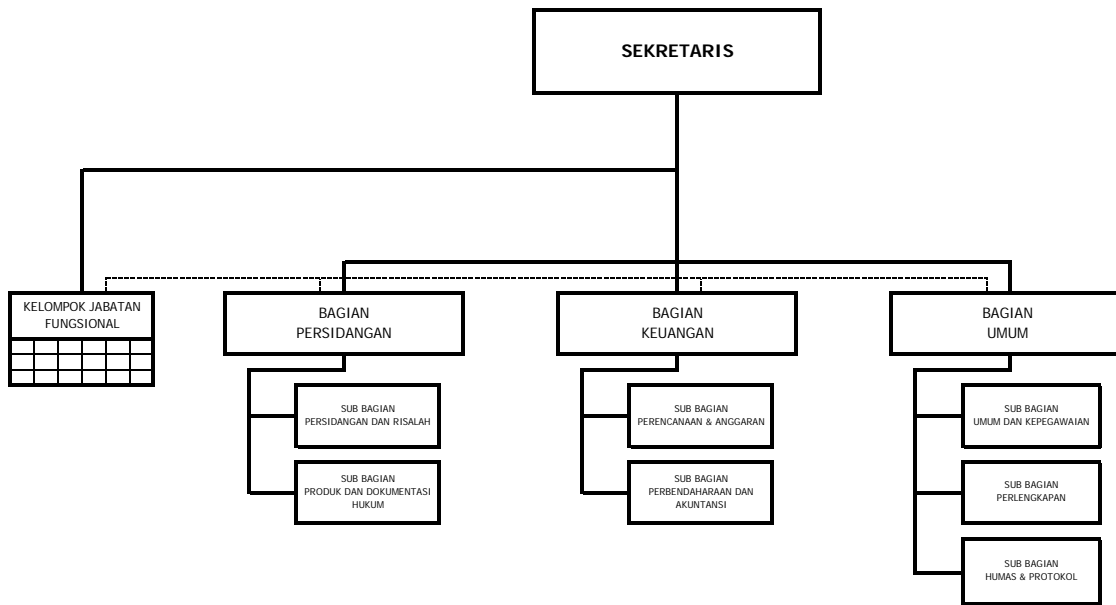 SEKRETARIS
KELOMPOK JABATAN
FUNGSIONAL
BAGIAN
PERSIDANGAN
BAGIAN
KEUANGAN
BAGIAN
UMUM
SUB BAGIAN
PERSIDANGAN DAN RISALAH
SUB BAGIAN
PERENCANAAN & ANGGARAN
SUB BAGIAN
UMUM DAN KEPEGAWAIAN
SUB BAGIAN
PRODUK DAN DOKUMENTASI
HUKUM
SUB BAGIAN
PERBENDAHARAAN DAN
AKUNTANSI
SUB BAGIAN
PERLENGKAPAN
SUB BAGIAN
HUMAS & PROTOKOL